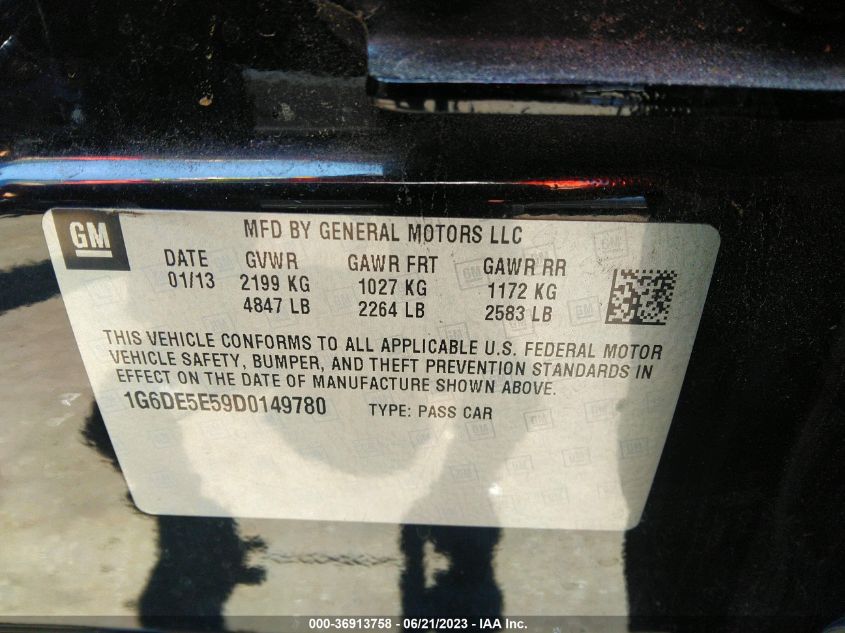 GM
MFD BY GENERAL MOTORS LLC
DATE GVWR GAWR FRT GAWR RR
01/13 2199 KG 1027 KG 1172 KG
4847 LB 2264 LB 2583 LB
THIS VEHICLE CONFORMS TO ALL APPLICABLE U.S. FEDERAL MOTOR
VEHICLE SAFETY, BUMPER, AND THEFT PREVENTION STANDARDS IN
EFFECT ON THE DATE OF MANUFACTURE SHOWN ABOVE.
1G6DE5E59D0149780 TYPE: PASS CAR
000-36913758 - 06/21/2023 - IAA Inc.